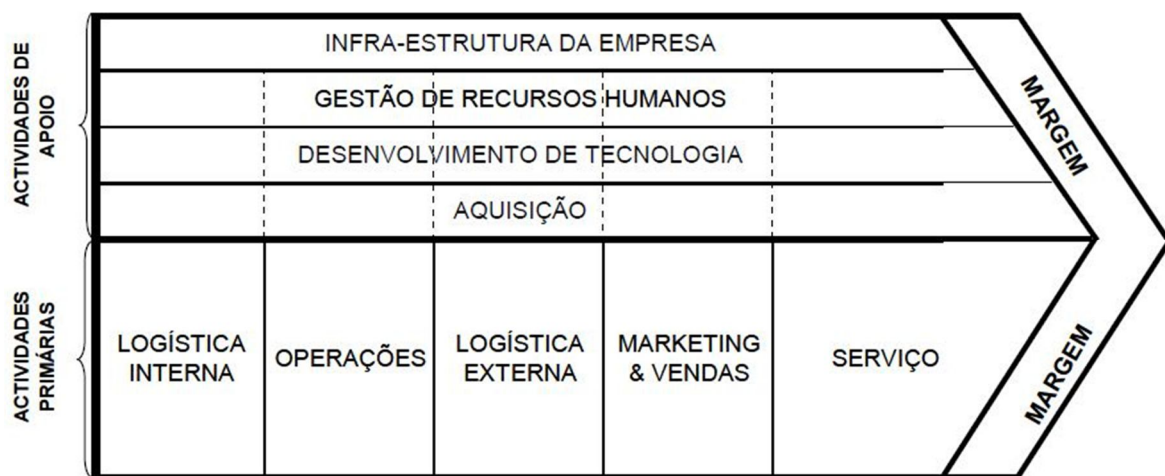 ACTIVIDADES DE
APOIO
INFRA-ESTRUTURA DA EMPRESA
GESTÃO DE RECURSOS HUMANOS
DESENVOLVIMENTO DE TECNOLOGIA
AQUISIÇÃO
MARGEM
ACTIVIDADES
PRIMÁRIAS
LOGÍSTICA
INTERNA
OPERAÇÕES
LOGÍSTICA
EXTERNA
MARKETING
& VENDAS
SERVIÇO
MARGEM